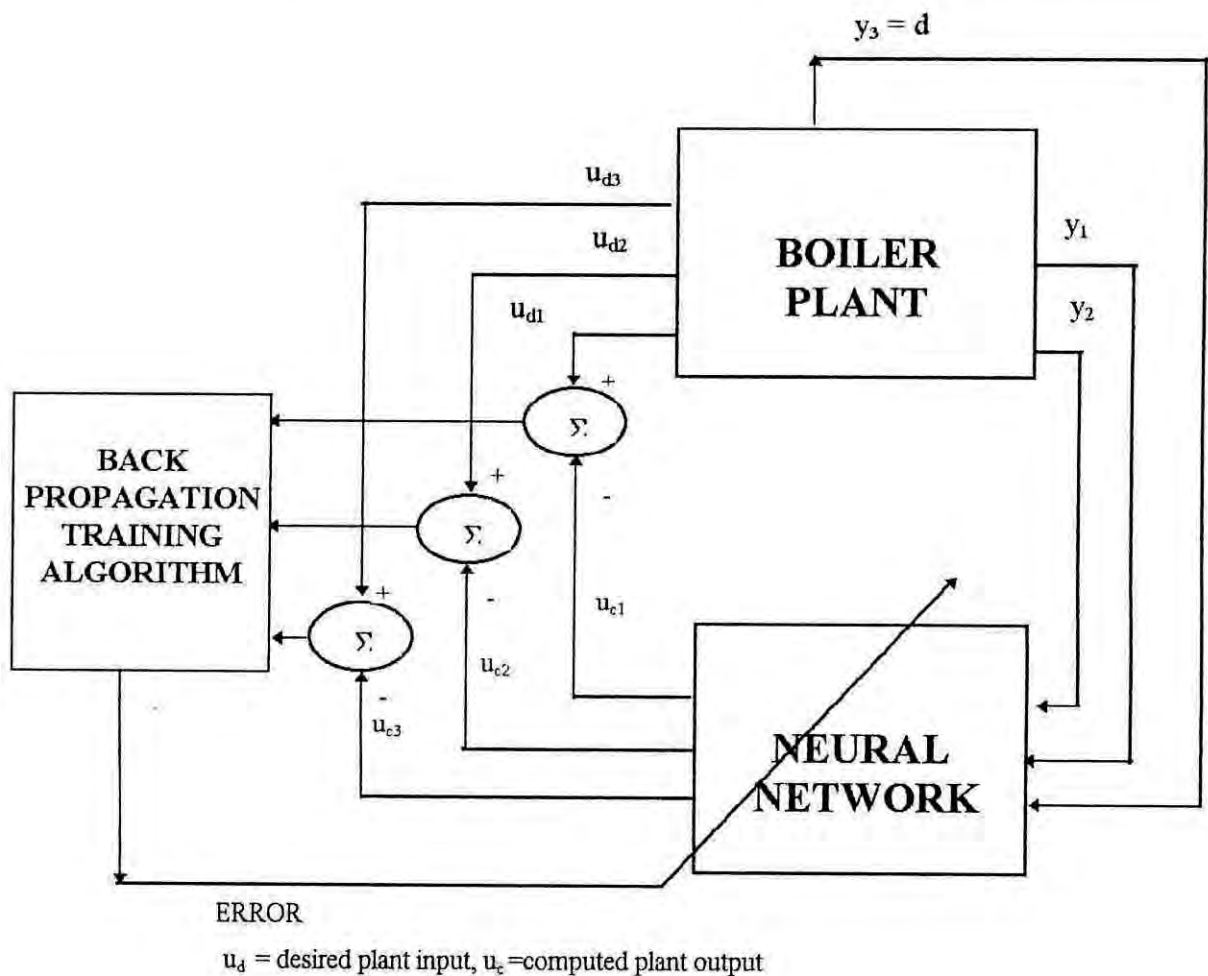 y₃ = d
u_d3
u_d2
u_d1
BOILER
PLANT
y₁
y₂
+
Σ
-
BACK
PROPAGATION
TRAINING
ALGORITHM
+
Σ
-
+
Σ
-
u_c1
u_c2
u_c3
NEURAL
NETWORK
ERROR
u_d = desired plant input, u_c =computed plant output